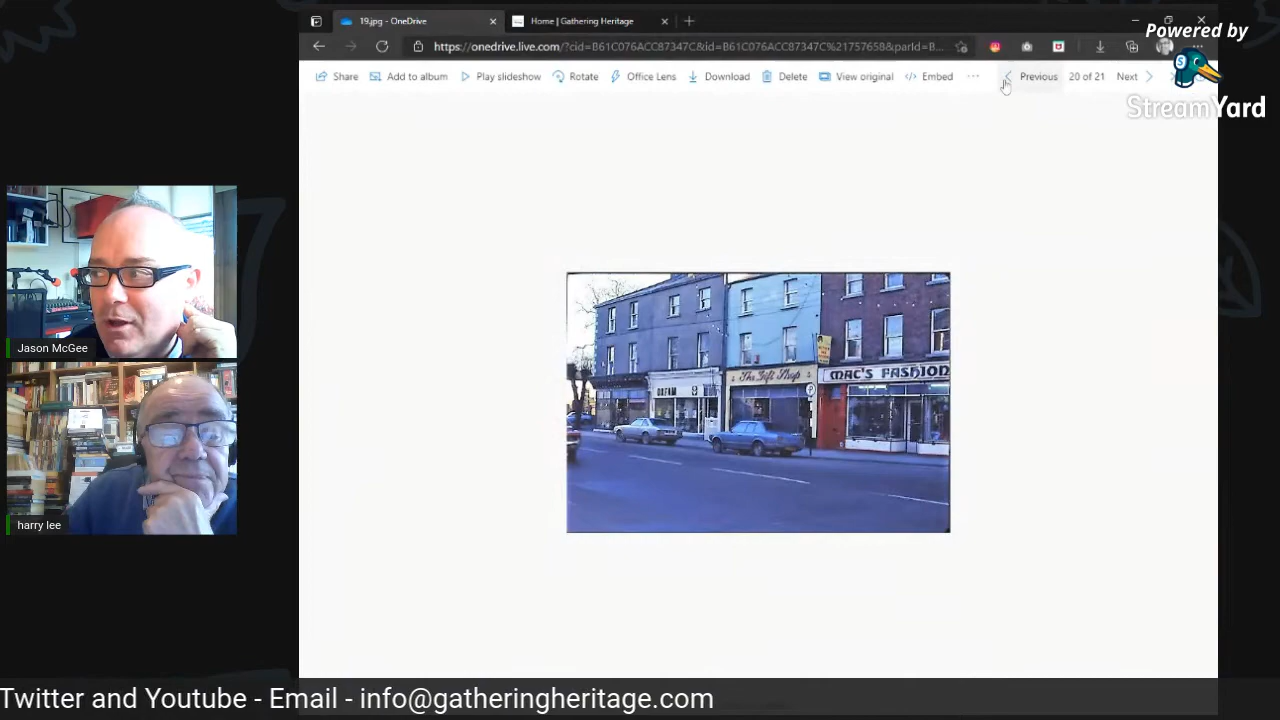 19.jpg - OneDrive
Home | Gathering Heritage
Powered by
https://onedrive.live.com/?cid=B61C076ACC87347C&id=B61C076ACC87347C%21757658&parId=B...
StreamYard
Share
Add to album
Play slideshow
Rotate
Office Lens
Download
Delete
View original
Embed
Previous
20 of 21
Next
Jason McGee
OXFAM
The Gift Shop
MAC'S FASHION
harry lee
Twitter and Youtube - Email - info@gatheringheritage.com